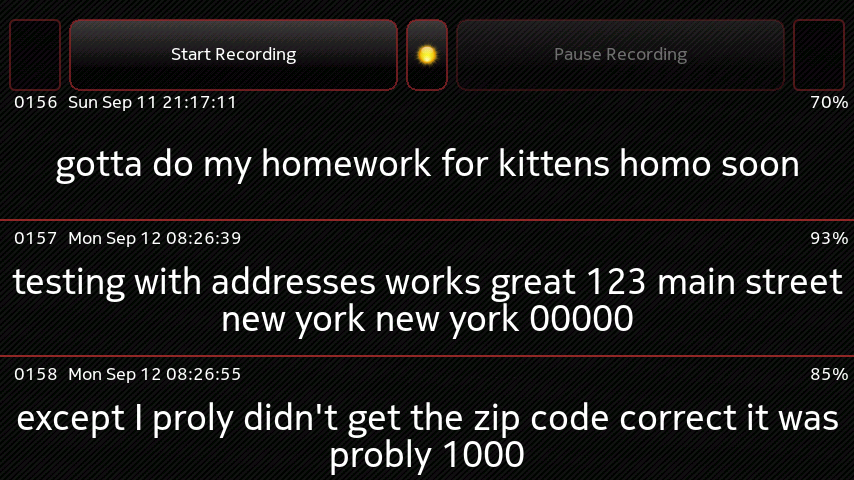 Start Recording Pause Recording
0156 Sun Sep 11 21:17:11 70%
gotta do my homework for kittens homo soon
0157 Mon Sep 12 08:26:39 93%
testing with addresses works great 123 main street
new york new york 00000
0158 Mon Sep 12 08:26:55 85%
except I proly didn't get the zip code correct it was
probly 1000